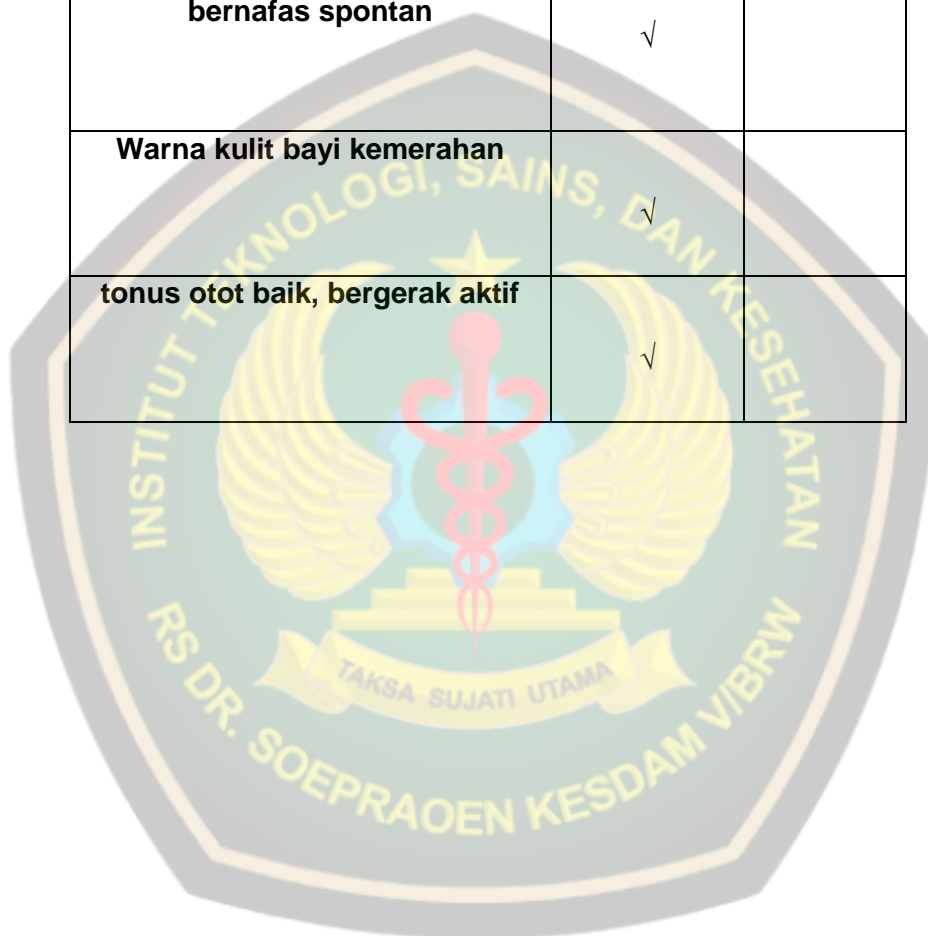 bernafas spontan
√
Warna kulit bayi kemerahan
√
tonus otot baik, bergerak aktif
√
INSTITUT TEKNOLOGI, SAINS, DAN KESEHATAN
TAKSA SUJATI UTAMA
RS DR. SOEPRAOEN KESDAM V/BRW